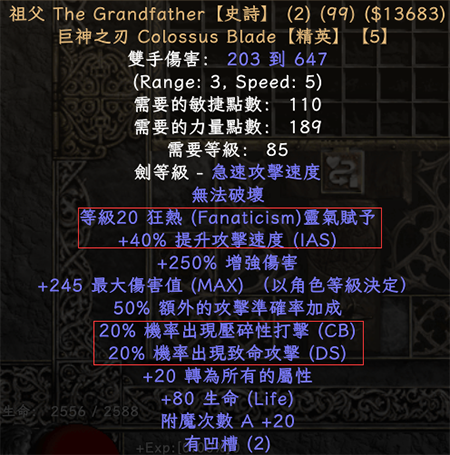 祖父 The Grandfather【史詩】 (2) (99) ($13683)
巨神之刃 Colossus Blade【精英】 【5】
雙手傷害： 203 到 647
(Range: 3, Speed: 5)
需要的敏捷點數： 110
需要的力量點數： 189
需要等級： 85
劍等級 - 急速攻擊速度
無法破壞
等級20 狂熱 (Fanaticism)靈氣賦予
+40% 提升攻擊速度 (IAS)
+250% 增強傷害
+245 最大傷害值 (MAX) （以角色等級決定)
50% 額外的攻擊準確率加成
20% 機率出現壓碎性打擊 (CB)
20% 機率出現致命攻擊 (DS)
+20 轉為所有的屬性
+80 生命 (Life)
生命： 2556 / 2588
附魔次數 A +20
有凹槽 (2)
+Exp: